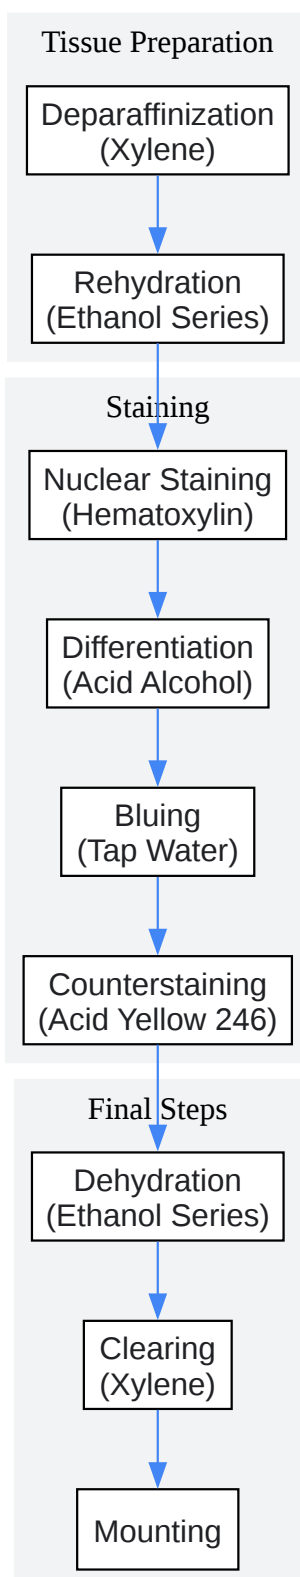 Tissue Preparation
Deparaffinization
(Xylene)
Rehydration
(Ethanol Series)
Staining
Nuclear Staining
(Hematoxylin)
Differentiation
(Acid Alcohol)
Bluing
(Tap Water)
Counterstaining
(Acid Yellow 246)
Final Steps
Dehydration
(Ethanol Series)
Clearing
(Xylene)
Mounting